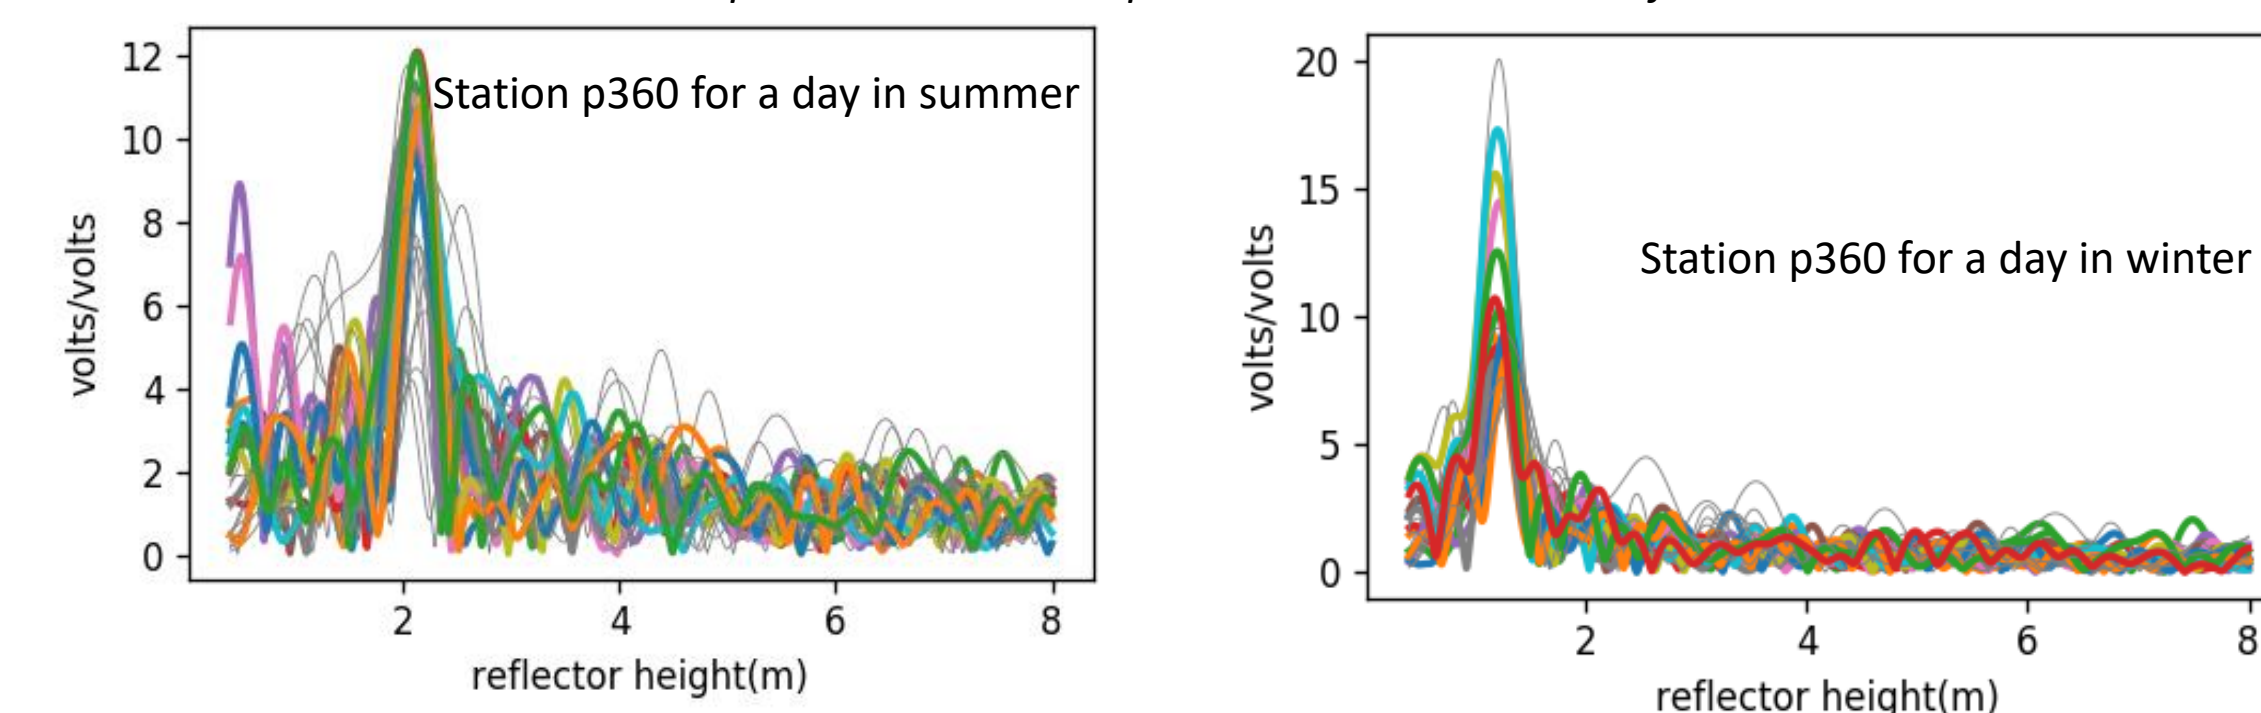 12
10
8
6
4
2
0
volts/volts
Station p360 for a day in summer
2 4 6 8
reflector height(m)
20
15
10
5
0
volts/volts
Station p360 for a day in winter
2 4 6 8
reflector height(m)